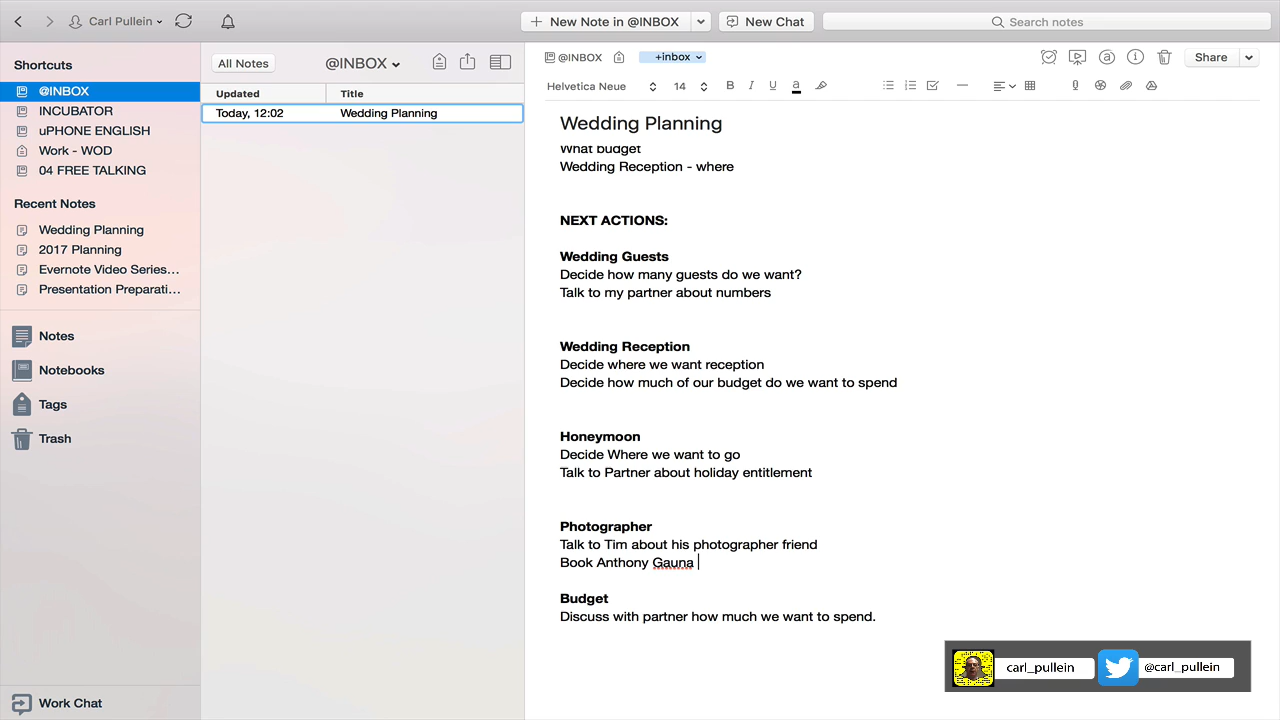 Carl Pullein
New Note in @INBOX
New Chat
Search notes
Shortcuts
@INBOX
INCUBATOR
uPHONE ENGLISH
Work - WOD
04 FREE TALKING
Recent Notes
Wedding Planning
2017 Planning
Evernote Video Series...
Presentation Preparati...
Notes
Notebooks
Tags
Trash
Work Chat
All Notes
@INBOX
Updated Title
Today, 12:02 Wedding Planning
@INBOX +inbox
Share
Helvetica Neue 14 B I U a
Wedding Planning
What budget
Wedding Reception - where
NEXT ACTIONS:
Wedding Guests
Decide how many guests do we want?
Talk to my partner about numbers
Wedding Reception
Decide where we want reception
Decide how much of our budget do we want to spend
Honeymoon
Decide Where we want to go
Talk to Partner about holiday entitlement
Photographer
Talk to Tim about his photographer friend
Book Anthony Gauna
Budget
Discuss with partner how much we want to spend.
carl_pullein
@carl_pullein